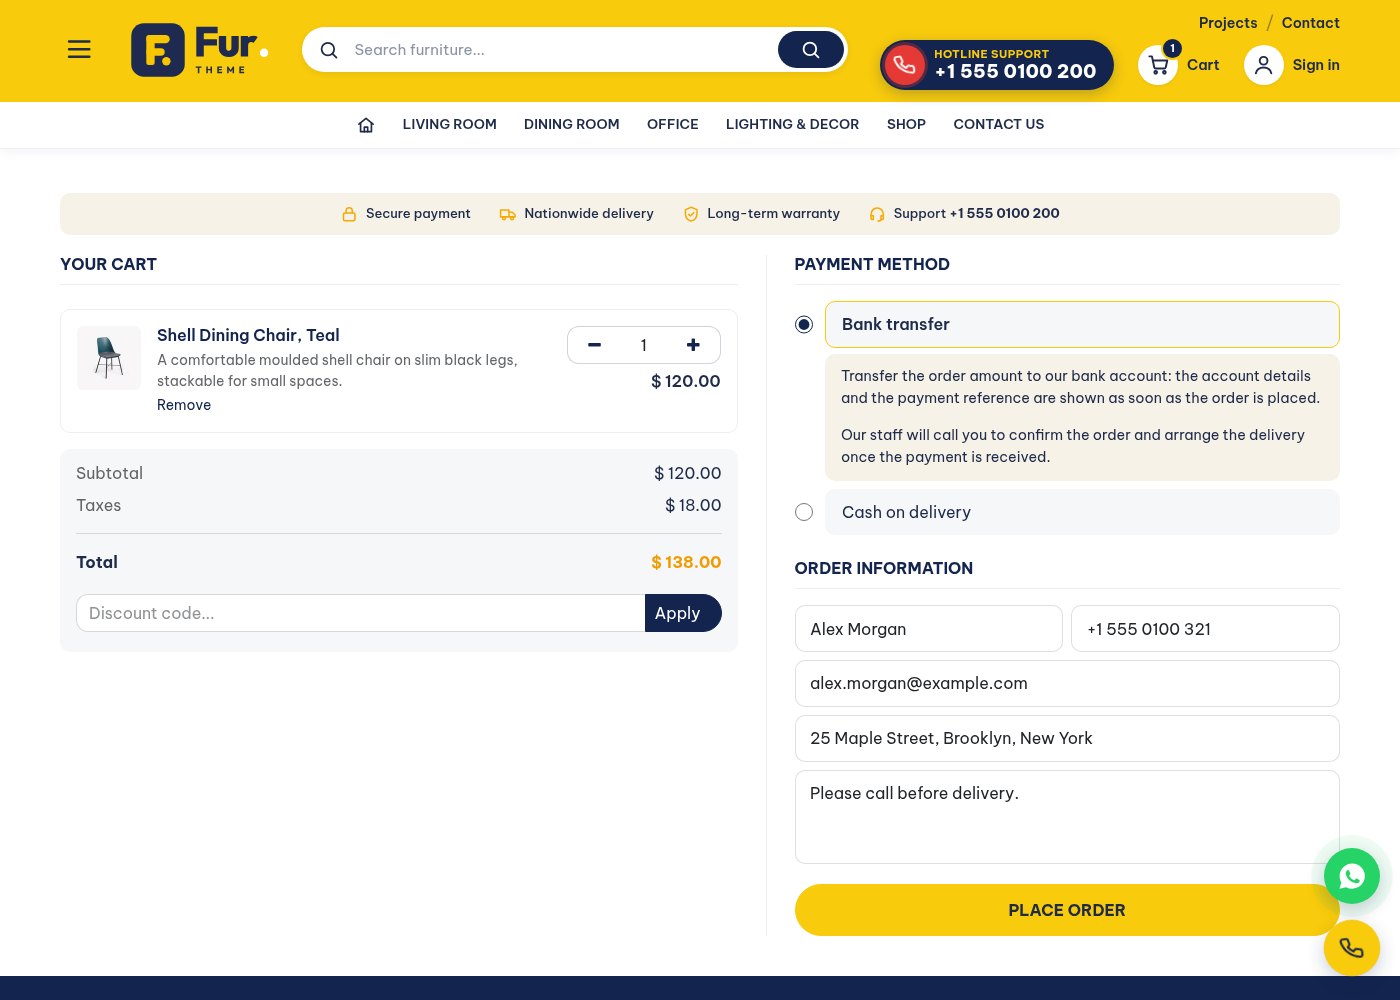 Projects / Contact
Fur.
THEME
Search furniture...
HOTLINE SUPPORT
+1 555 0100 200
1
Cart
Sign in
LIVING ROOM
DINING ROOM
OFFICE
LIGHTING & DECOR
SHOP
CONTACT US
Secure payment
Nationwide delivery
Long-term warranty
Support +1 555 0100 200
YOUR CART
Shell Dining Chair, Teal
A comfortable moulded shell chair on slim black legs,
stackable for small spaces.
Remove
1
$ 120.00
Subtotal
$ 120.00
Taxes
$ 18.00
Total
$ 138.00
Discount code...
Apply
PAYMENT METHOD
Bank transfer
Transfer the order amount to our bank account: the account details
and the payment reference are shown as soon as the order is placed.
Our staff will call you to confirm the order and arrange the delivery
once the payment is received.
Cash on delivery
ORDER INFORMATION
Alex Morgan
+1 555 0100 321
alex.morgan@example.com
25 Maple Street, Brooklyn, New York
Please call before delivery.
PLACE ORDER